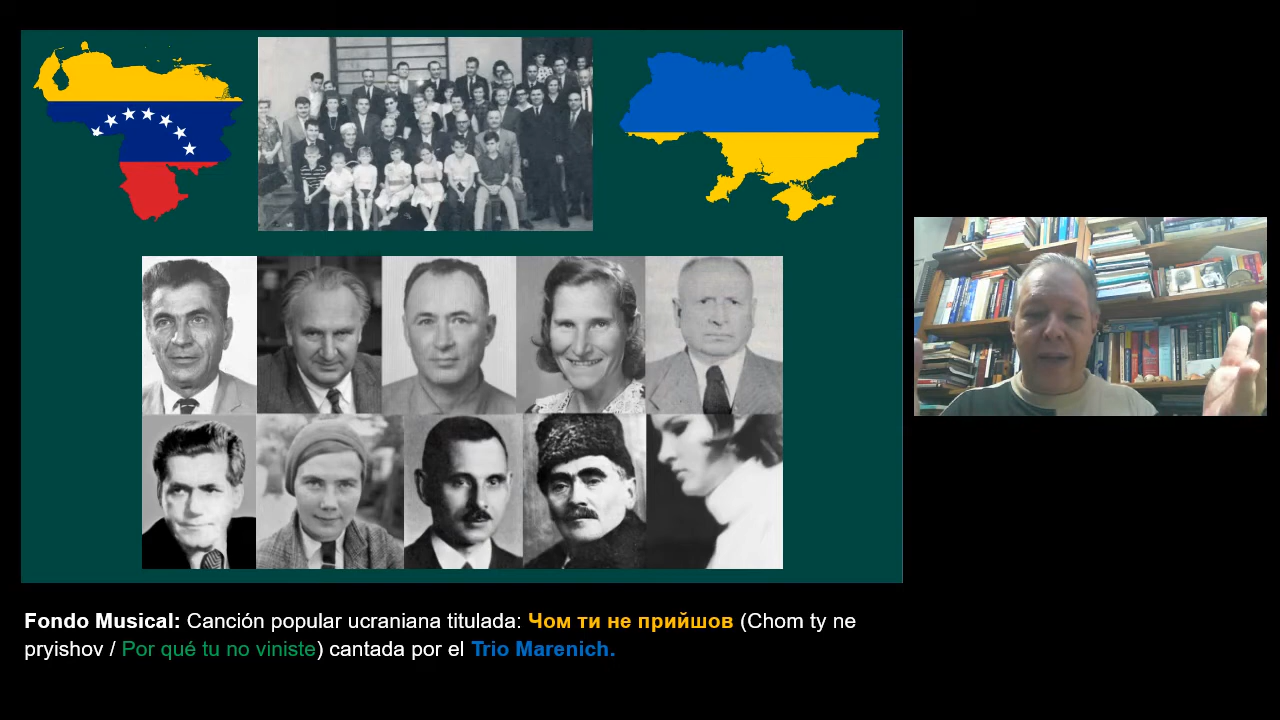 Fondo Musical: Canción popular ucraniana titulada: Чом ти не прийшов (Chom ty ne
pryishov / Por qué tu no viniste) cantada por el Trio Marenich.